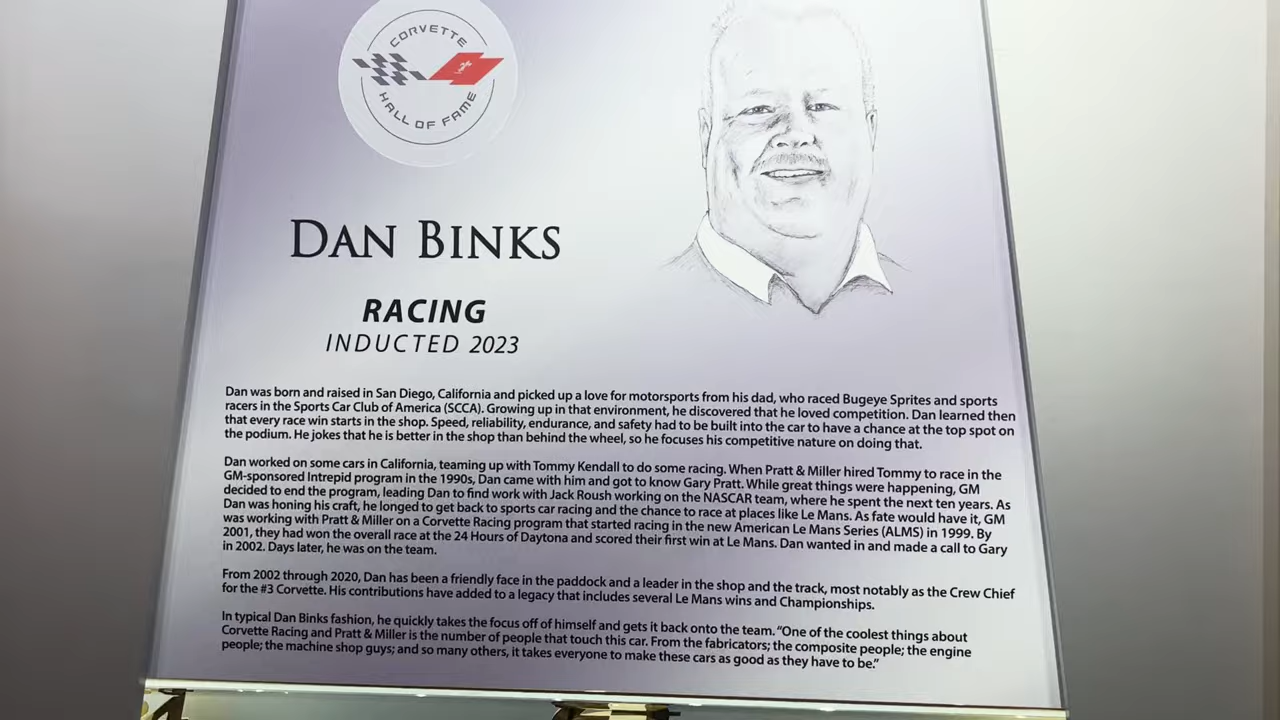 CORVETTE
HALL OF FAME
DAN BINKS
RACING
INDUCTED 2023
Dan was born and raised in San Diego, California and picked up a love for motorsports from his dad, who raced Bugeye Sprites and sports
racers in the Sports Car Club of America (SCCA). Growing up in that environment, he discovered that he loved competition. Dan learned then
that every race win starts in the shop. Speed, reliability, endurance, and safety had to be built into the car to have a chance at the top spot on
the podium. He jokes that he is better in the shop than behind the wheel, so he focuses his competitive nature on doing that.
Dan worked on some cars in California, teaming up with Tommy Kendall to do some racing. When Pratt & Miller hired Tommy to race in the
GM-sponsored Intrepid program in the 1990s, Dan came with him and got to know Gary Pratt. While great things were happening, GM
decided to end the program, leading Dan to find work with Jack Roush working on the NASCAR team, where he spent the next ten years. As
Dan was honing his craft, he longed to get back to sports car racing and the chance to race at places like Le Mans. As fate would have it, GM
was working with Pratt & Miller on a Corvette Racing program that started racing in the new American Le Mans Series (ALMS) in 1999. By
2001, they had won the overall race at the 24 Hours of Daytona and scored their first win at Le Mans. Dan wanted in and made a call to Gary
in 2002. Days later, he was on the team.
From 2002 through 2020, Dan has been a friendly face in the paddock and a leader in the shop and the track, most notably as the Crew Chief
for the #3 Corvette. His contributions have added to a legacy that includes several Le Mans wins and Championships.
In typical Dan Binks fashion, he quickly takes the focus off of himself and gets it back onto the team. "One of the coolest things about
Corvette Racing and Pratt & Miller is the number of people that touch this car. From the fabricators; the composite people; the engine
people; the machine shop guys; and so many others, it takes everyone to make these cars as good as they have to be."